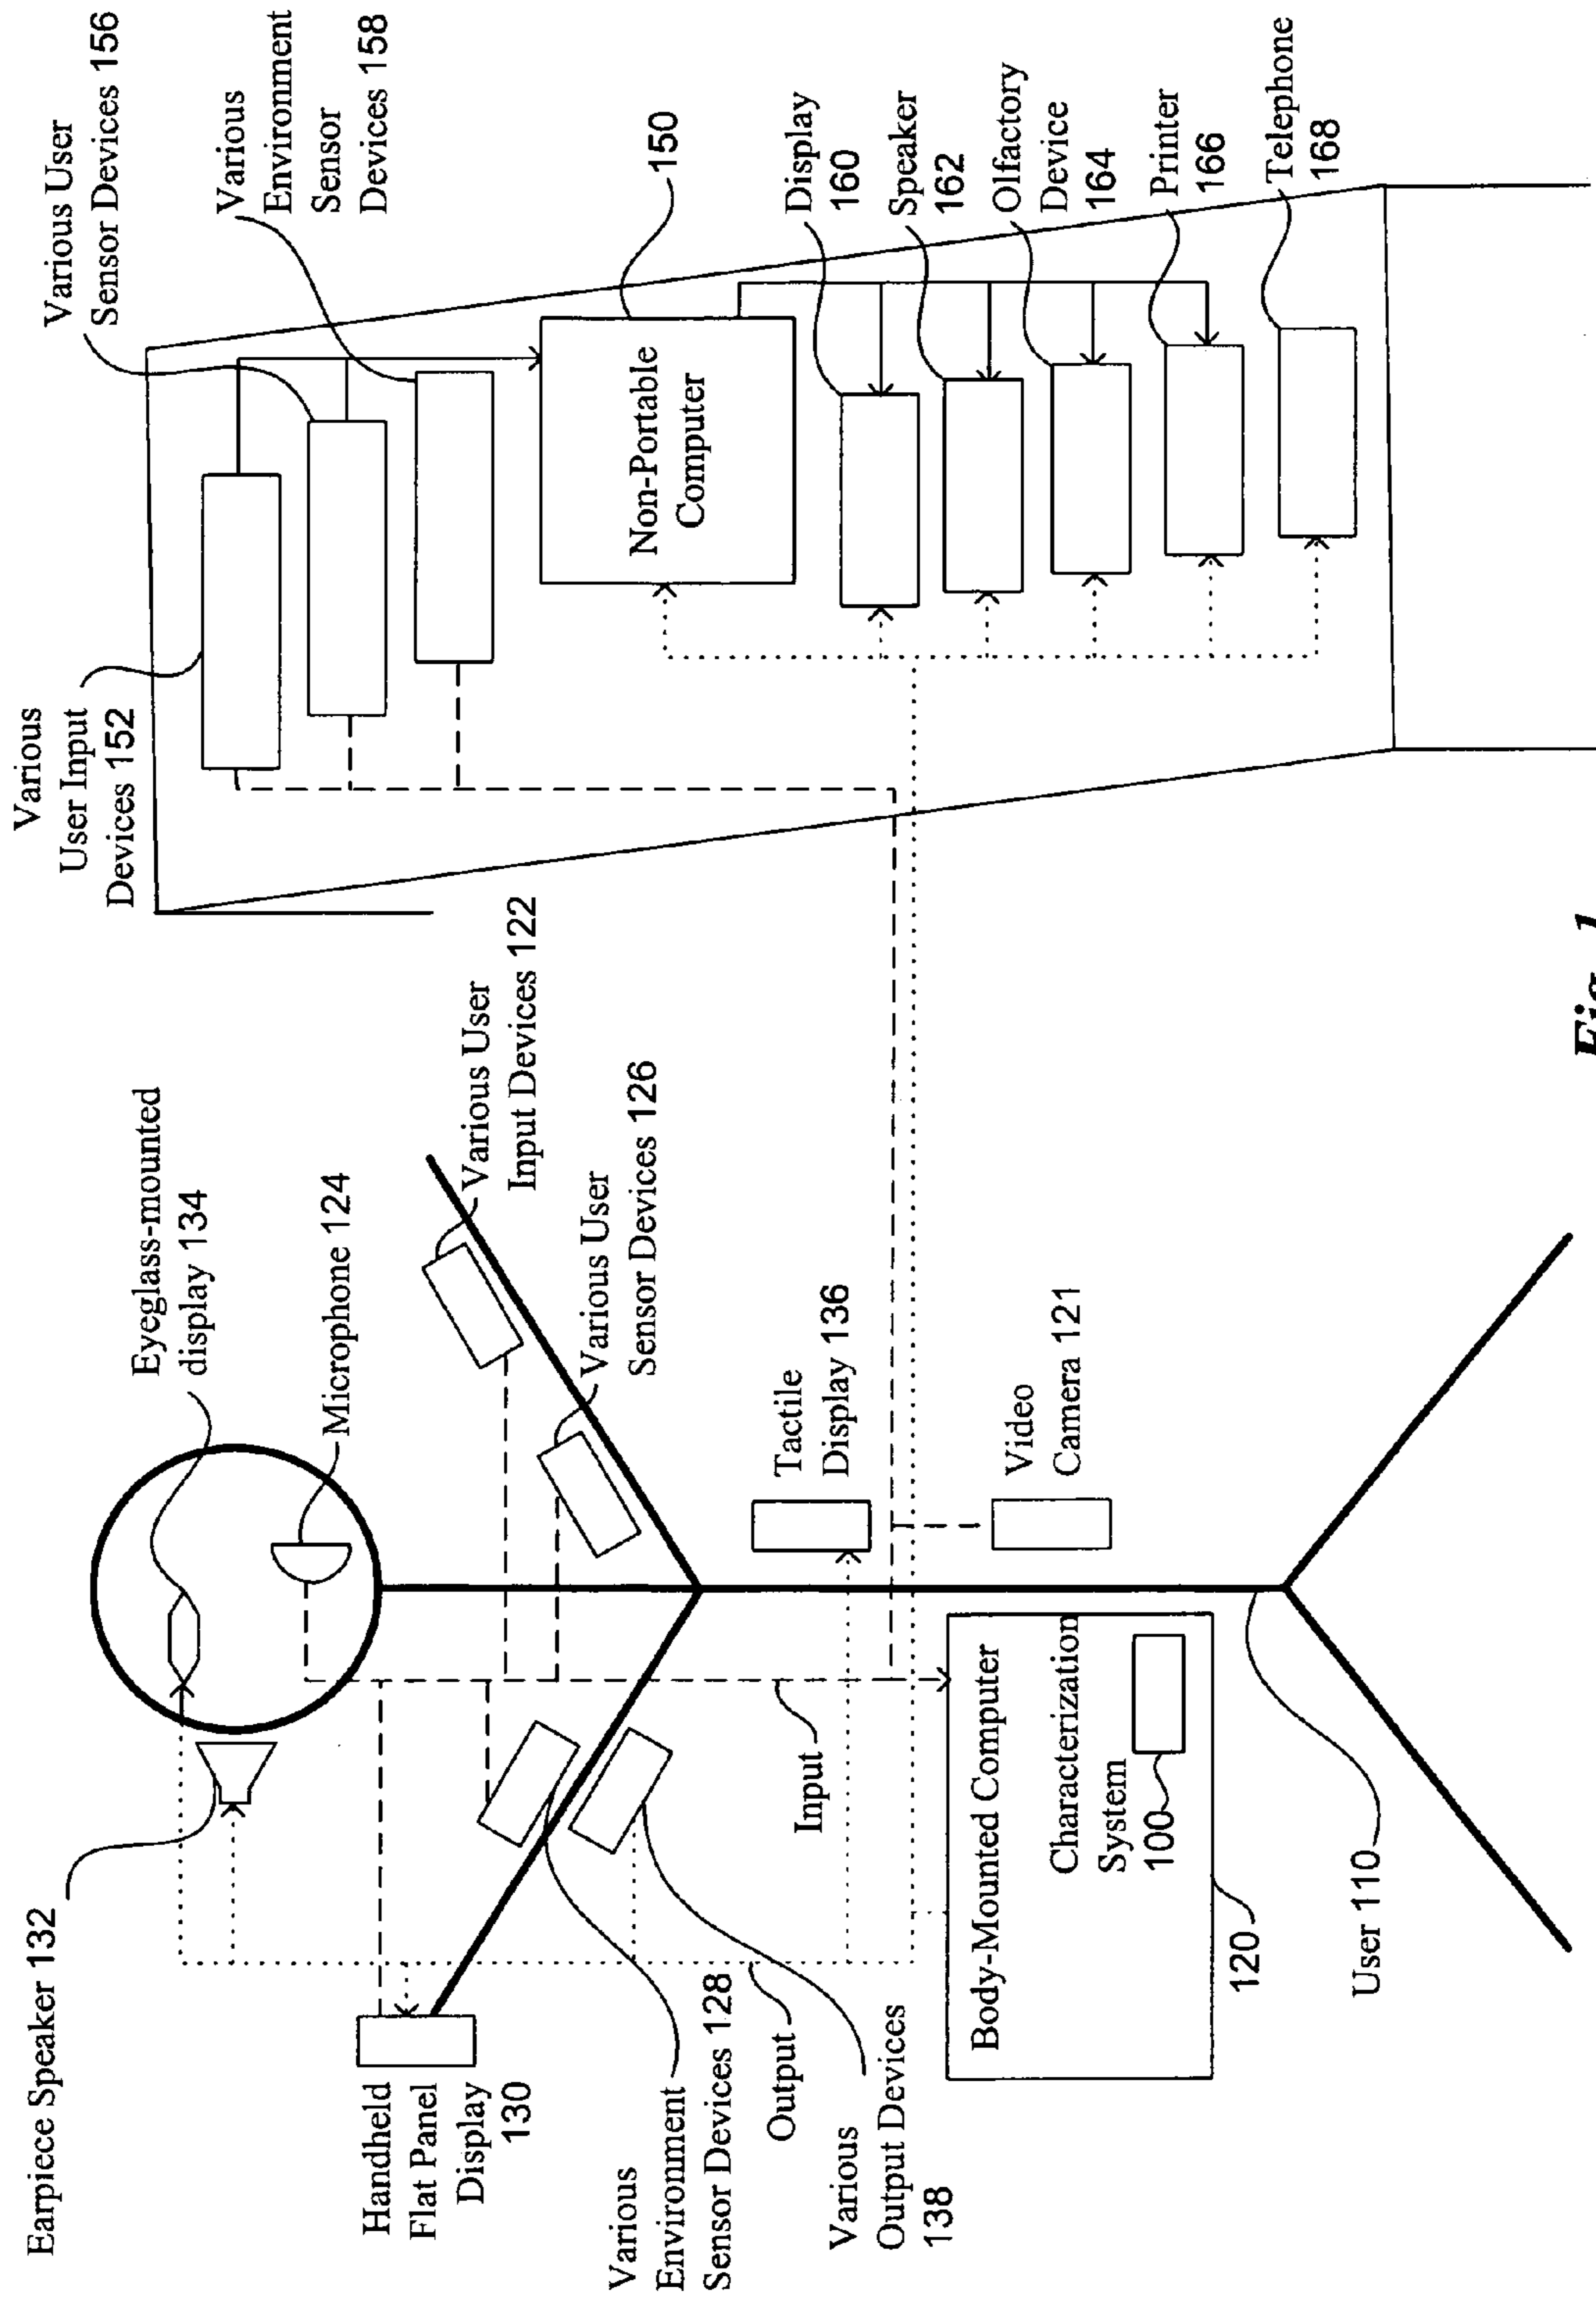 Earpiece Speaker 132
Eyeglass-mounted
display 134
Microphone 124
Handheld
Flat Panel
Display
130
Various User
Input Devices 122
Various User
Sensor Devices 126
Various
Environment
Sensor Devices 128
Output
Various
Output Devices
138
Input
Tactile
Display 136
Video
Camera 121
Body-Mounted Computer
Characterization
System
100
120
User 110
Various
User Input
Devices 152
Various User
Sensor Devices 156
Various
Environment
Sensor
Devices 158
Non-Portable
Computer
150
Display
160
Speaker
162
Olfactory
Device
164
Printer
166
Telephone
168
Fig. 1